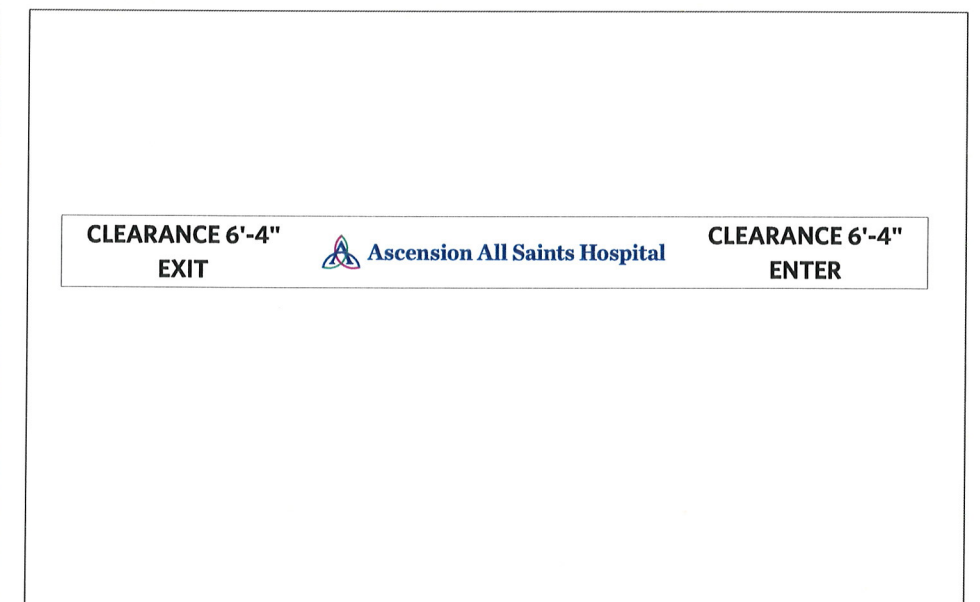 CLEARANCE 6'-4"
EXIT
Ascension All Saints Hospital
CLEARANCE 6'-4"
ENTER